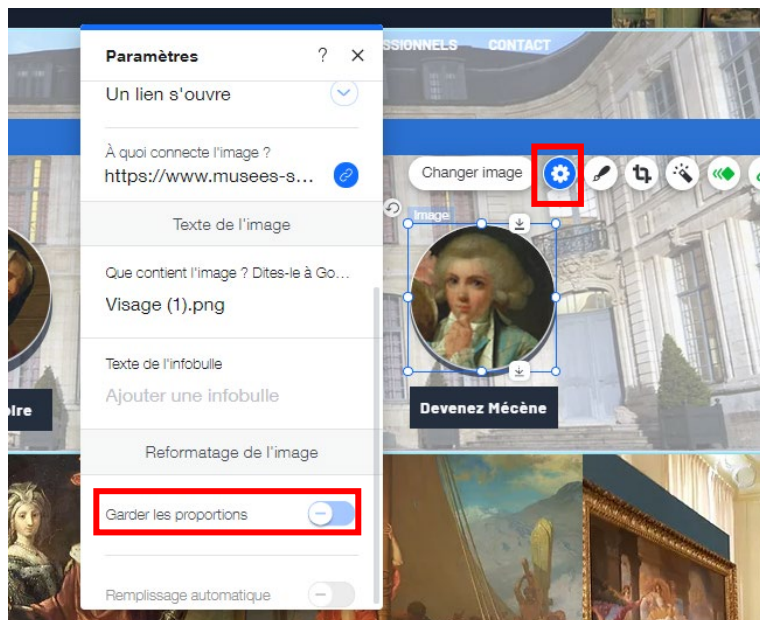 SSIONNELS CONTACT
Paramètres ? ×
Un lien s'ouvre
À quoi connecte l'image ?
https://www.musees-s...
Texte de l'image
Que contient l'image ? Dites-le à Go...
Visage (1).png
Texte de l'infobulle
Ajouter une infobulle
Reformatage de l'image
Garder les proportions
Remplissage automatique
Changer image
Image
oire
Devenez Mécène